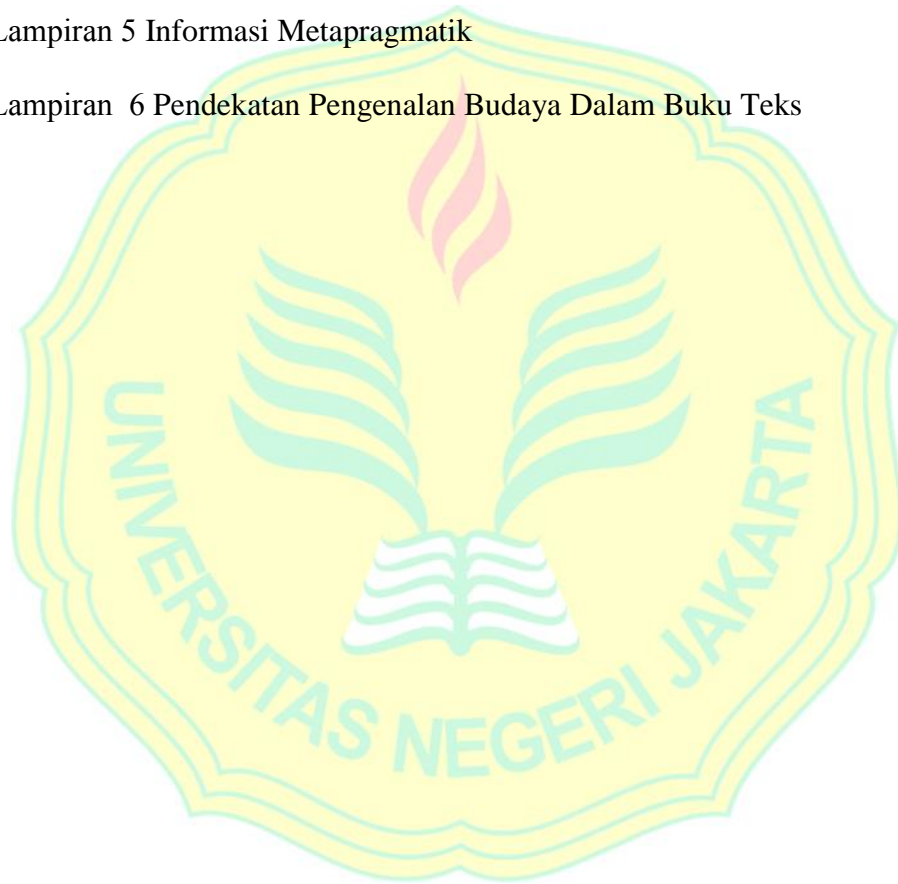 Lampiran 5 Informasi Metapragmatik
Lampiran 6 Pendekatan Pengenalan Budaya Dalam Buku Teks
UNIVERSITAS NEGERI JAKARTA